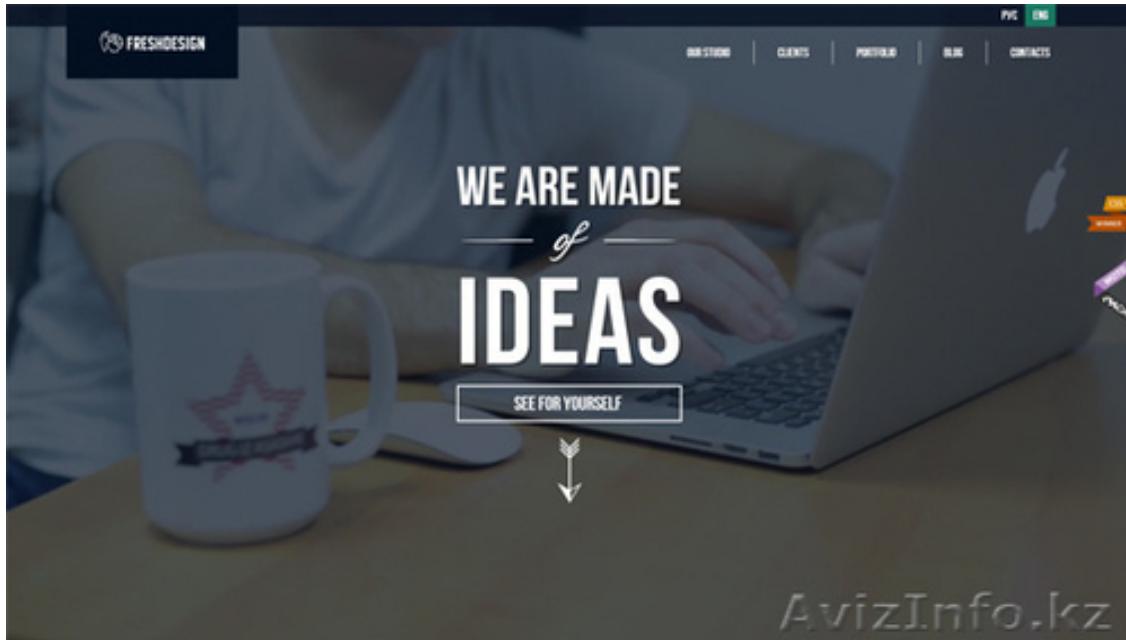 РУС ENG
FRESHDESIGN
OUR STUDIO CLIENTS PORTFOLIO BLOG CONTACTS
WE ARE MADE
of
IDEAS
SEE FOR YOURSELF
WINNER
AvizInfo.kz